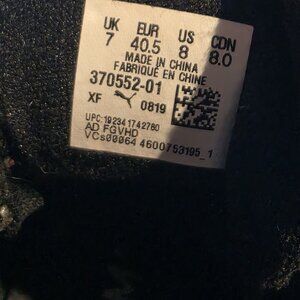 UK EUR US CDN
7 40.5 8 8.0
MADE IN CHINA
FABRIQUÉ EN CHINE
370552-01
XF 0819
UPC:192341742780
AD FGVHD
VCs00064 4600753195_1